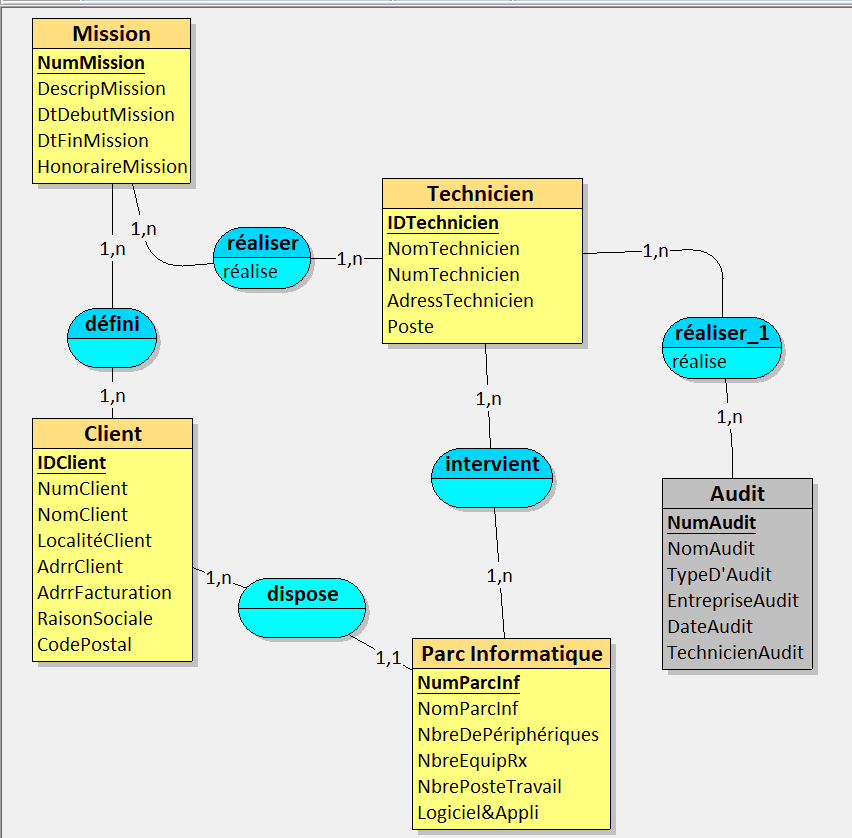 Mission
NumMission
DescripMission
DtDebutMission
DtFinMission
HonoraireMission
1,n
1,n
réaliser
réalise
1,n
Technicien
IDTechnicien
NomTechnicien
NumTechnicien
AdressTechnicien
Poste
1,n
réaliser_1
réalise
1,n
défini
1,n
Client
IDClient
NumClient
NomClient
LocalitéClient
AdrrClient
AdrrFacturation
RaisonSociale
CodePostal
1,n
intervient
1,n
Audit
NumAudit
NomAudit
TypeD'Audit
EntrepriseAudit
DateAudit
TechnicienAudit
1,n
dispose
1,1
Parc Informatique
NumParcInf
NomParcInf
NbreDePériphériques
NbreEquipRx
NbrePosteTravail
Logiciel&Appli